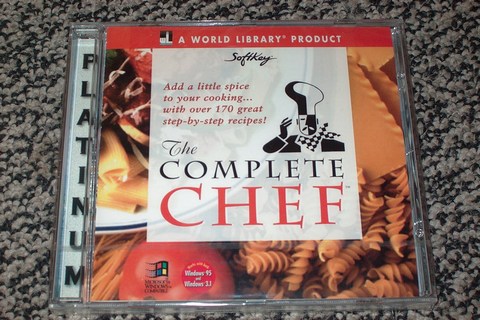 PLATINUM
A WORLD LIBRARY® PRODUCT
SoftKey
Add a little spice
to your cooking...
with over 170 great
step-by-step recipes!
The
COMPLETE
CHEF™
Windows 95
and
Windows 3.1